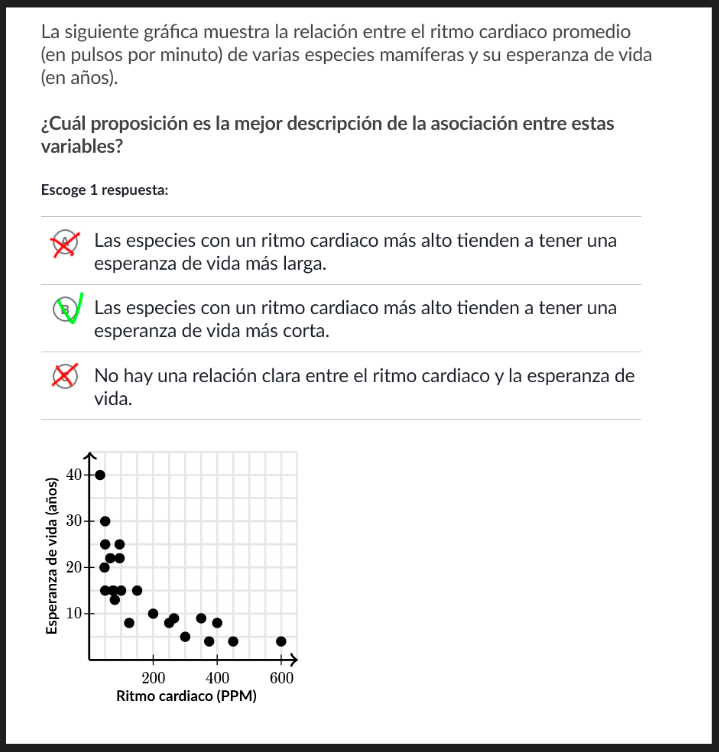 La siguiente gráfica muestra la relación entre el ritmo cardiaco promedio
(en pulsos por minuto) de varias especies mamíferas y su esperanza de vida
(en años).
¿Cuál proposición es la mejor descripción de la asociación entre estas
variables?
Escoge 1 respuesta:
A
Las especies con un ritmo cardiaco más alto tienden a tener una
esperanza de vida más larga.
B
Las especies con un ritmo cardiaco más alto tienden a tener una
esperanza de vida más corta.
No hay una relación clara entre el ritmo cardiaco y la esperanza de
vida.
Esperanza de vida (años)
40
30
20
10
200 400 600
Ritmo cardiaco (PPM)